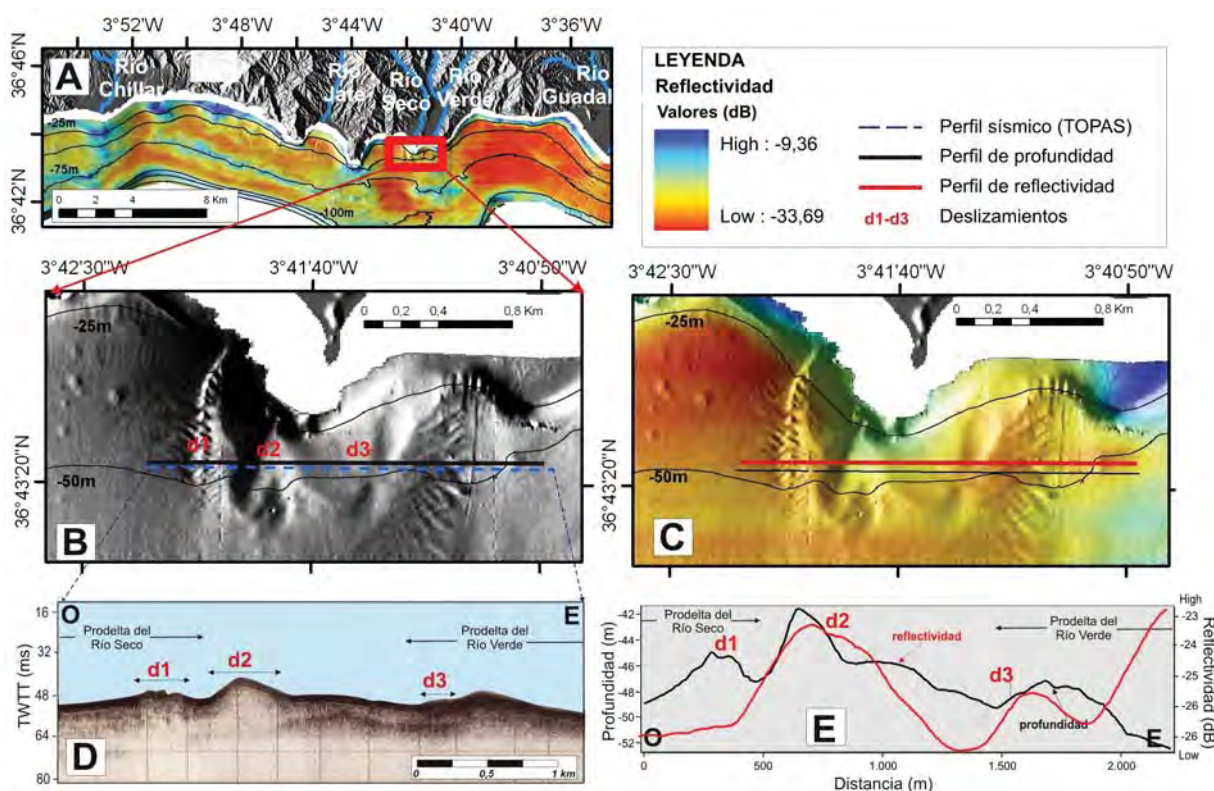 3°52'W 3°48'W 3°44'W 3°40'W 3°36'W
36°46'N
36°42'N
A
Río
Chillar
Río
Jate
Río
Seco
Río
Verde
Río
Guadal
-25m
-75m
-100m
0 2 4 8 KM
LEYENDA
Reflectividad
Valores (dB)
High : -9,36
Low : -33,69
Perfil sísmico (TOPAS)
Perfil de profundidad
Perfil de reflectividad
d1-d3 Deslizamientos
3°42'30"W 3°41'40"W 3°40'50"W
36°43'20"N
-25m
0 0,2 0,4 0,8 Km
d1 d2 d3
-50m
B
3°42'30"W 3°41'40"W 3°40'50"W
36°43'20"N
-25m
0 0,2 0,4 0,8 Km
-50m
C
TWTT (ms)
16
32
48
64
80
O E
Prodelta del
Río Seco
Prodelta del
Río Verde
d1 d2 d3
D
0 0,5 1 km
Profundidad (m)
-42
-44
-46
-48
-50
-52
Prodelta del
Río Seco
Prodelta del
Río Verde
d1 d2 d3
reflectividad
profundidad
O E E
High
-23
-24
-25
-26
-26
Low
Reflectividad (dB)
0 500 1.000 1.500 2.000
Distancia (m)